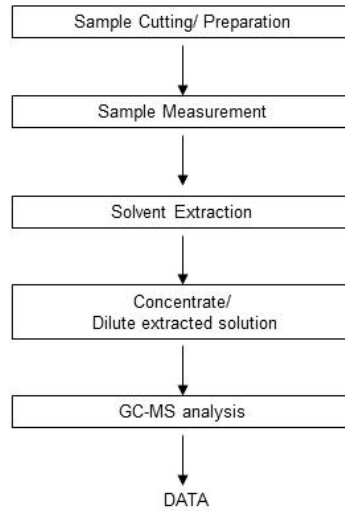 Sample Cutting/ Preparation
Sample Measurement
Solvent Extraction
Concentrate/
Dilute extracted solution
GC-MS analysis
DATA